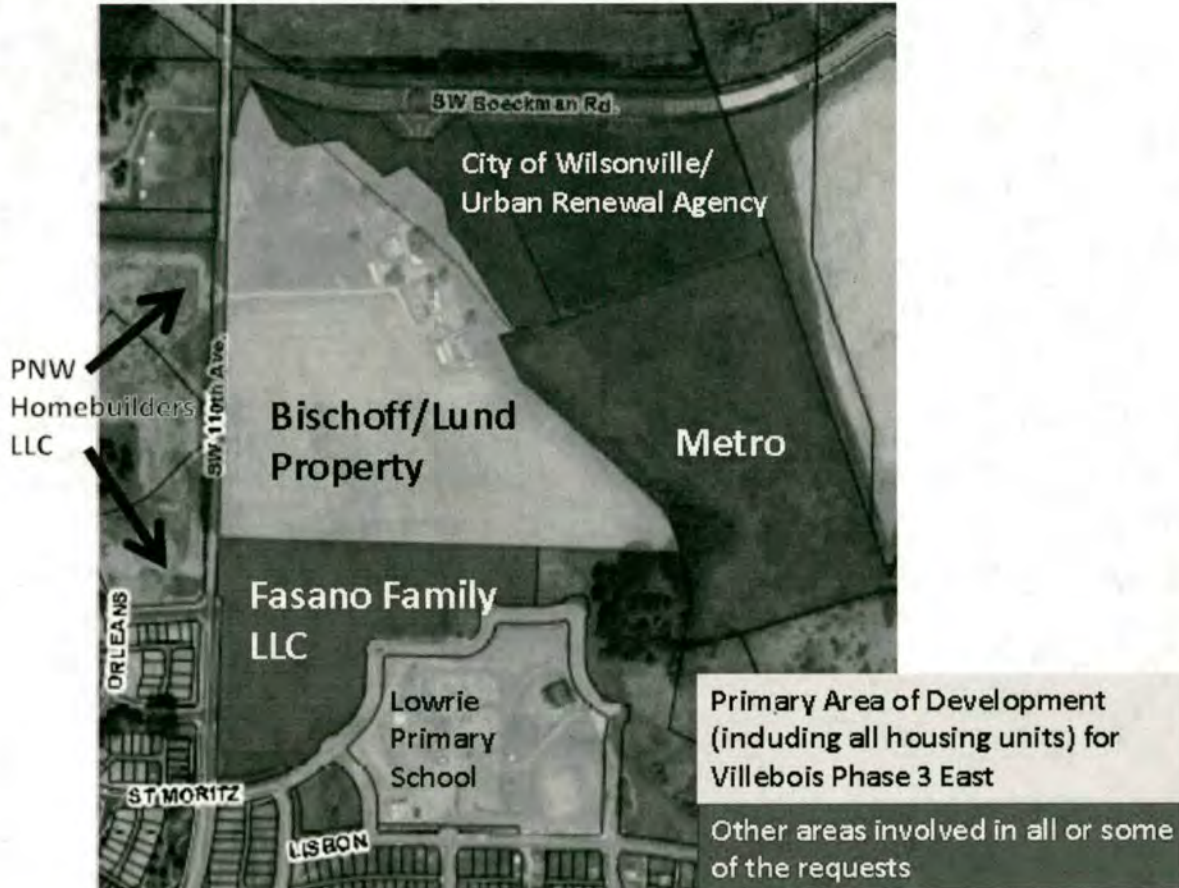 SW Boeckman Rd.
City of Wilsonville/
Urban Renewal Agency
SW 110th Ave.
PNW
Homebuilders
LLC
Bischoff/Lund
Property
Metro
Fasano Family
LLC
ORLEANS
Lowrie
Primary
School
ST MORITZ
LISBON
Primary Area of Development
(including all housing units) for
Villebois Phase 3 East
Other areas involved in all or some
of the requests